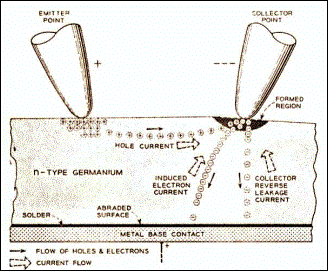 EMITTER
POINT
COLLECTOR
POINT
+
---
FORMED
REGION
HOLE CURRENT
n-TYPE GERMANIUM
INDUCED
ELECTRON
CURRENT
COLLECTOR
REVERSE
LEAKAGE
CURRENT
SOLDER
ABRADED
SURFACE
METAL BASE CONTACT
FLOW OF HOLES & ELECTRONS
CURRENT FLOW
+